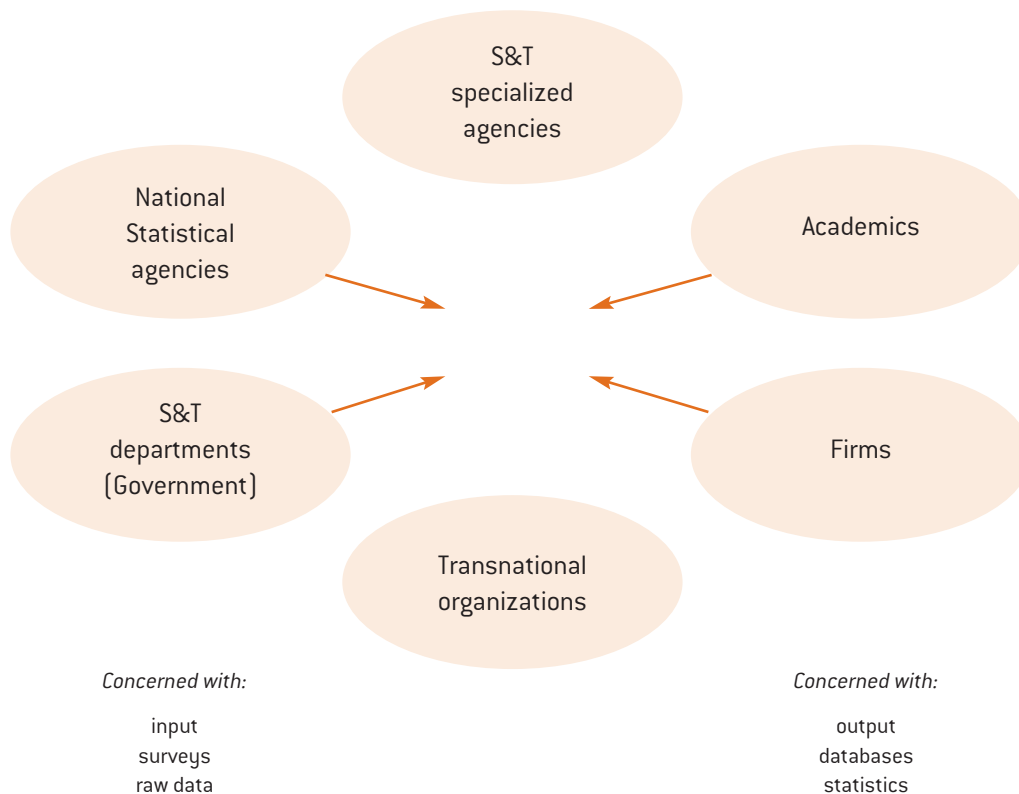 S&T
specialized
agencies
National
Statistical
agencies
Academics
S&T
departments
(Government)
Firms
Transnational
organizations
Concerned with:
input
surveys
raw data
Concerned with:
output
databases
statistics